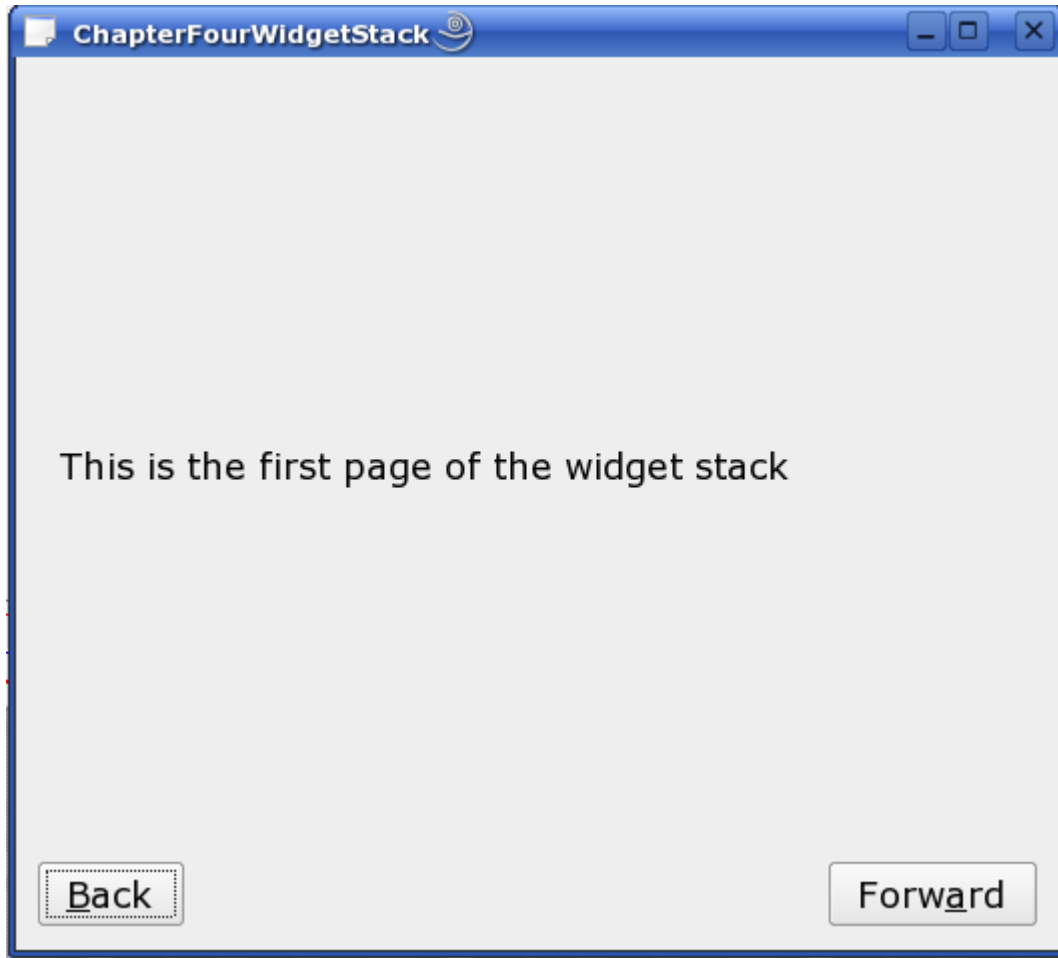 ChapterFourWidgetStack
This is the first page of the widget stack
Back
Forward